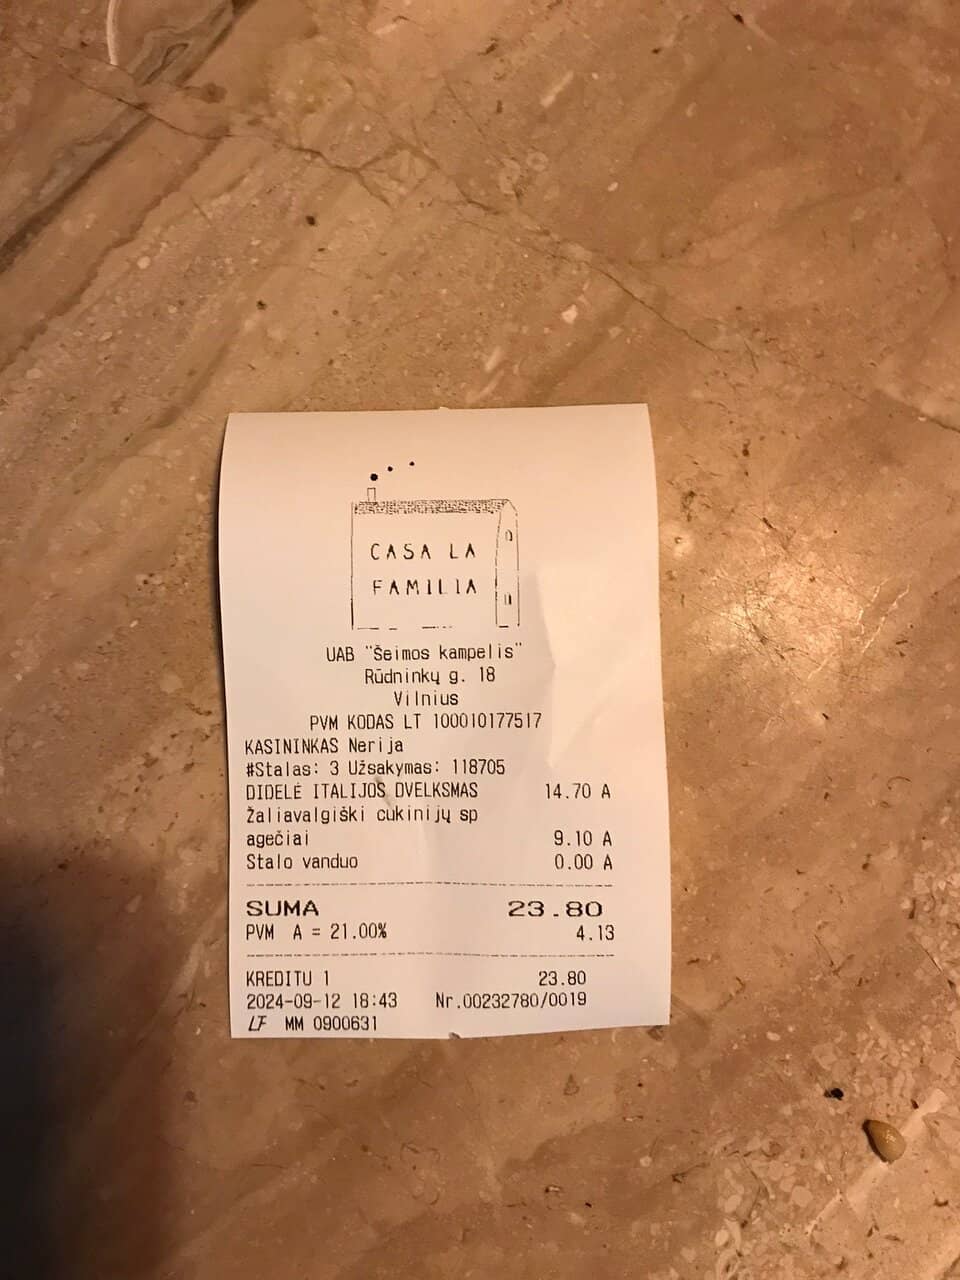 CASA LA
FAMILIA
UAB "Šeimos kampelis"
Rūdninkų g. 18
Vilnius
PVM KODAS LT 100010177517
KASININKAS Nerija
#Stalas: 3 Užsakymas: 118705
DIDELĖ ITALIJOS DVELKSMAS 14.70 A
Žaliavalgiški cukinijų sp
agečiai 9.10 A
Stalo vanduo 0.00 A
SUMA 23.80
PVM A = 21.00% 4.13
KREDITU 1 23.80
2024-09-12 18:43 Nr.00232780/0019
LF MM 0900631